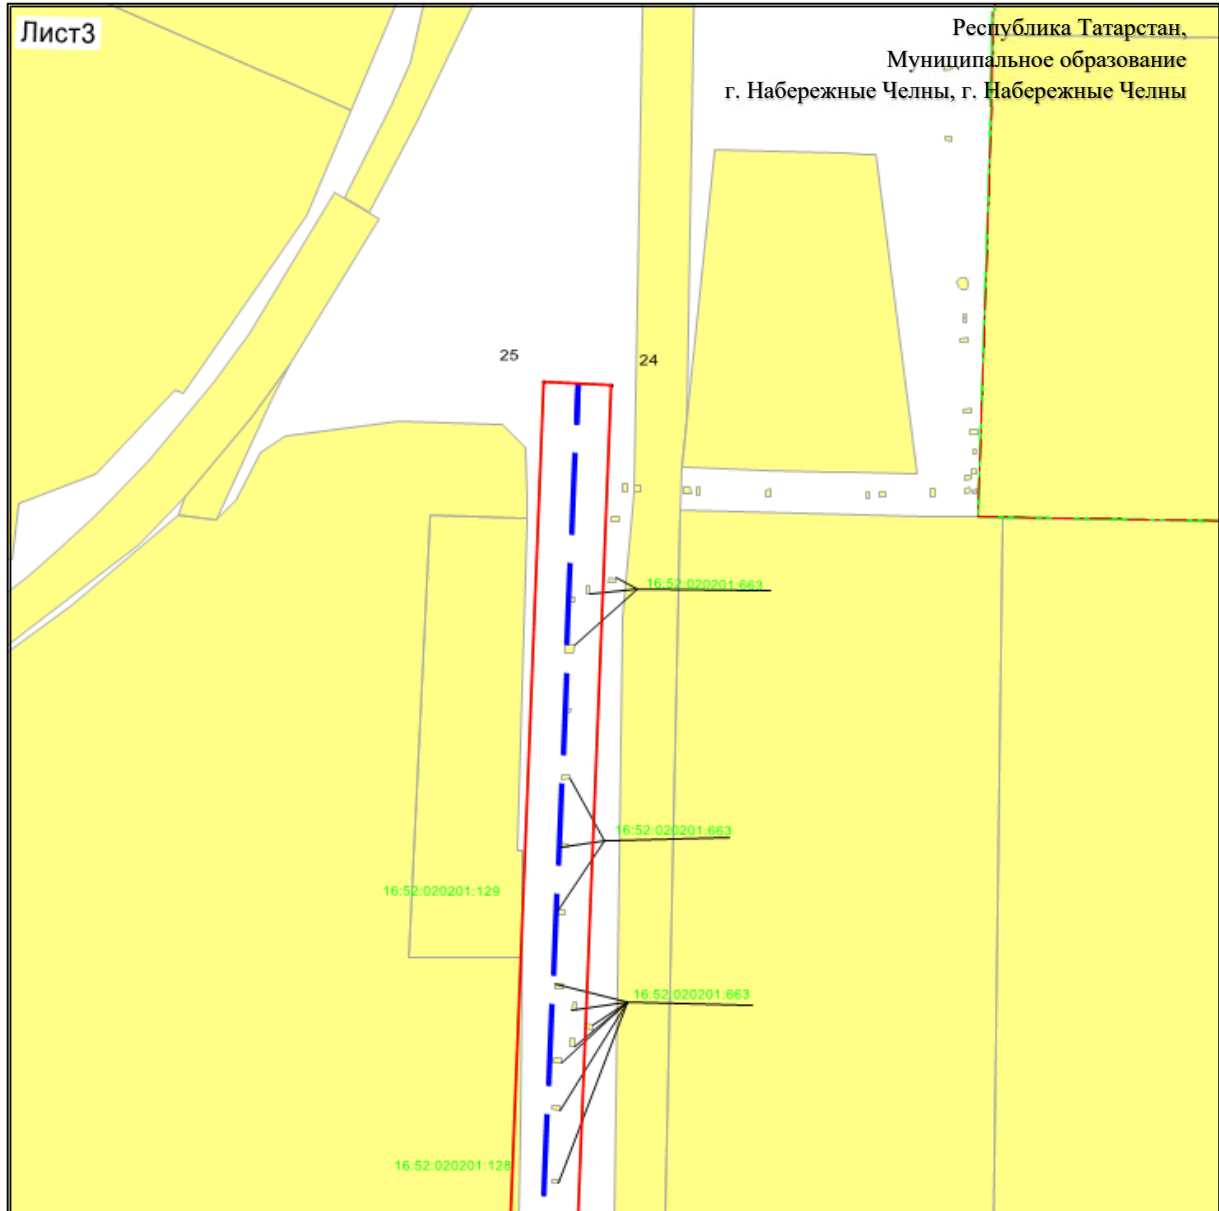 Лист3
Республика Татарстан,
Муниципальное образование
г. Набережные Челны, г. Набережные Челны
25
24
16:52:020201:663
16:52:020201:663
16:52:020201:129
16:52:020201:663
16:52:020201:128